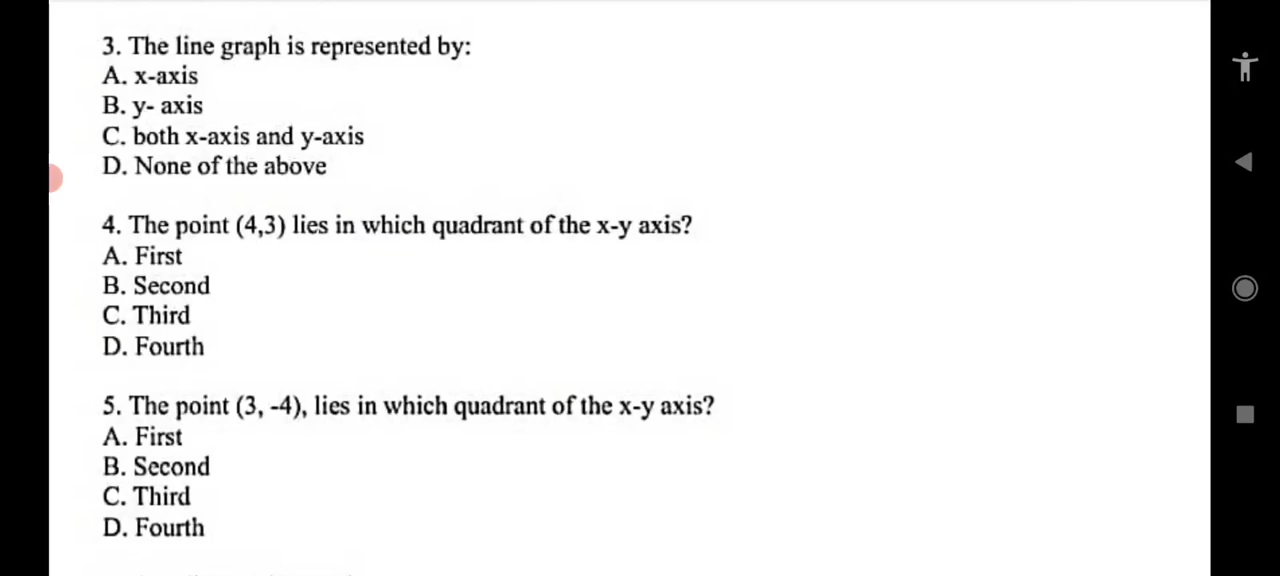 3. The line graph is represented by:
A. x-axis
B. y- axis
C. both x-axis and y-axis
D. None of the above
4. The point (4,3) lies in which quadrant of the x-y axis?
A. First
B. Second
C. Third
D. Fourth
5. The point (3, -4), lies in which quadrant of the x-y axis?
A. First
B. Second
C. Third
D. Fourth